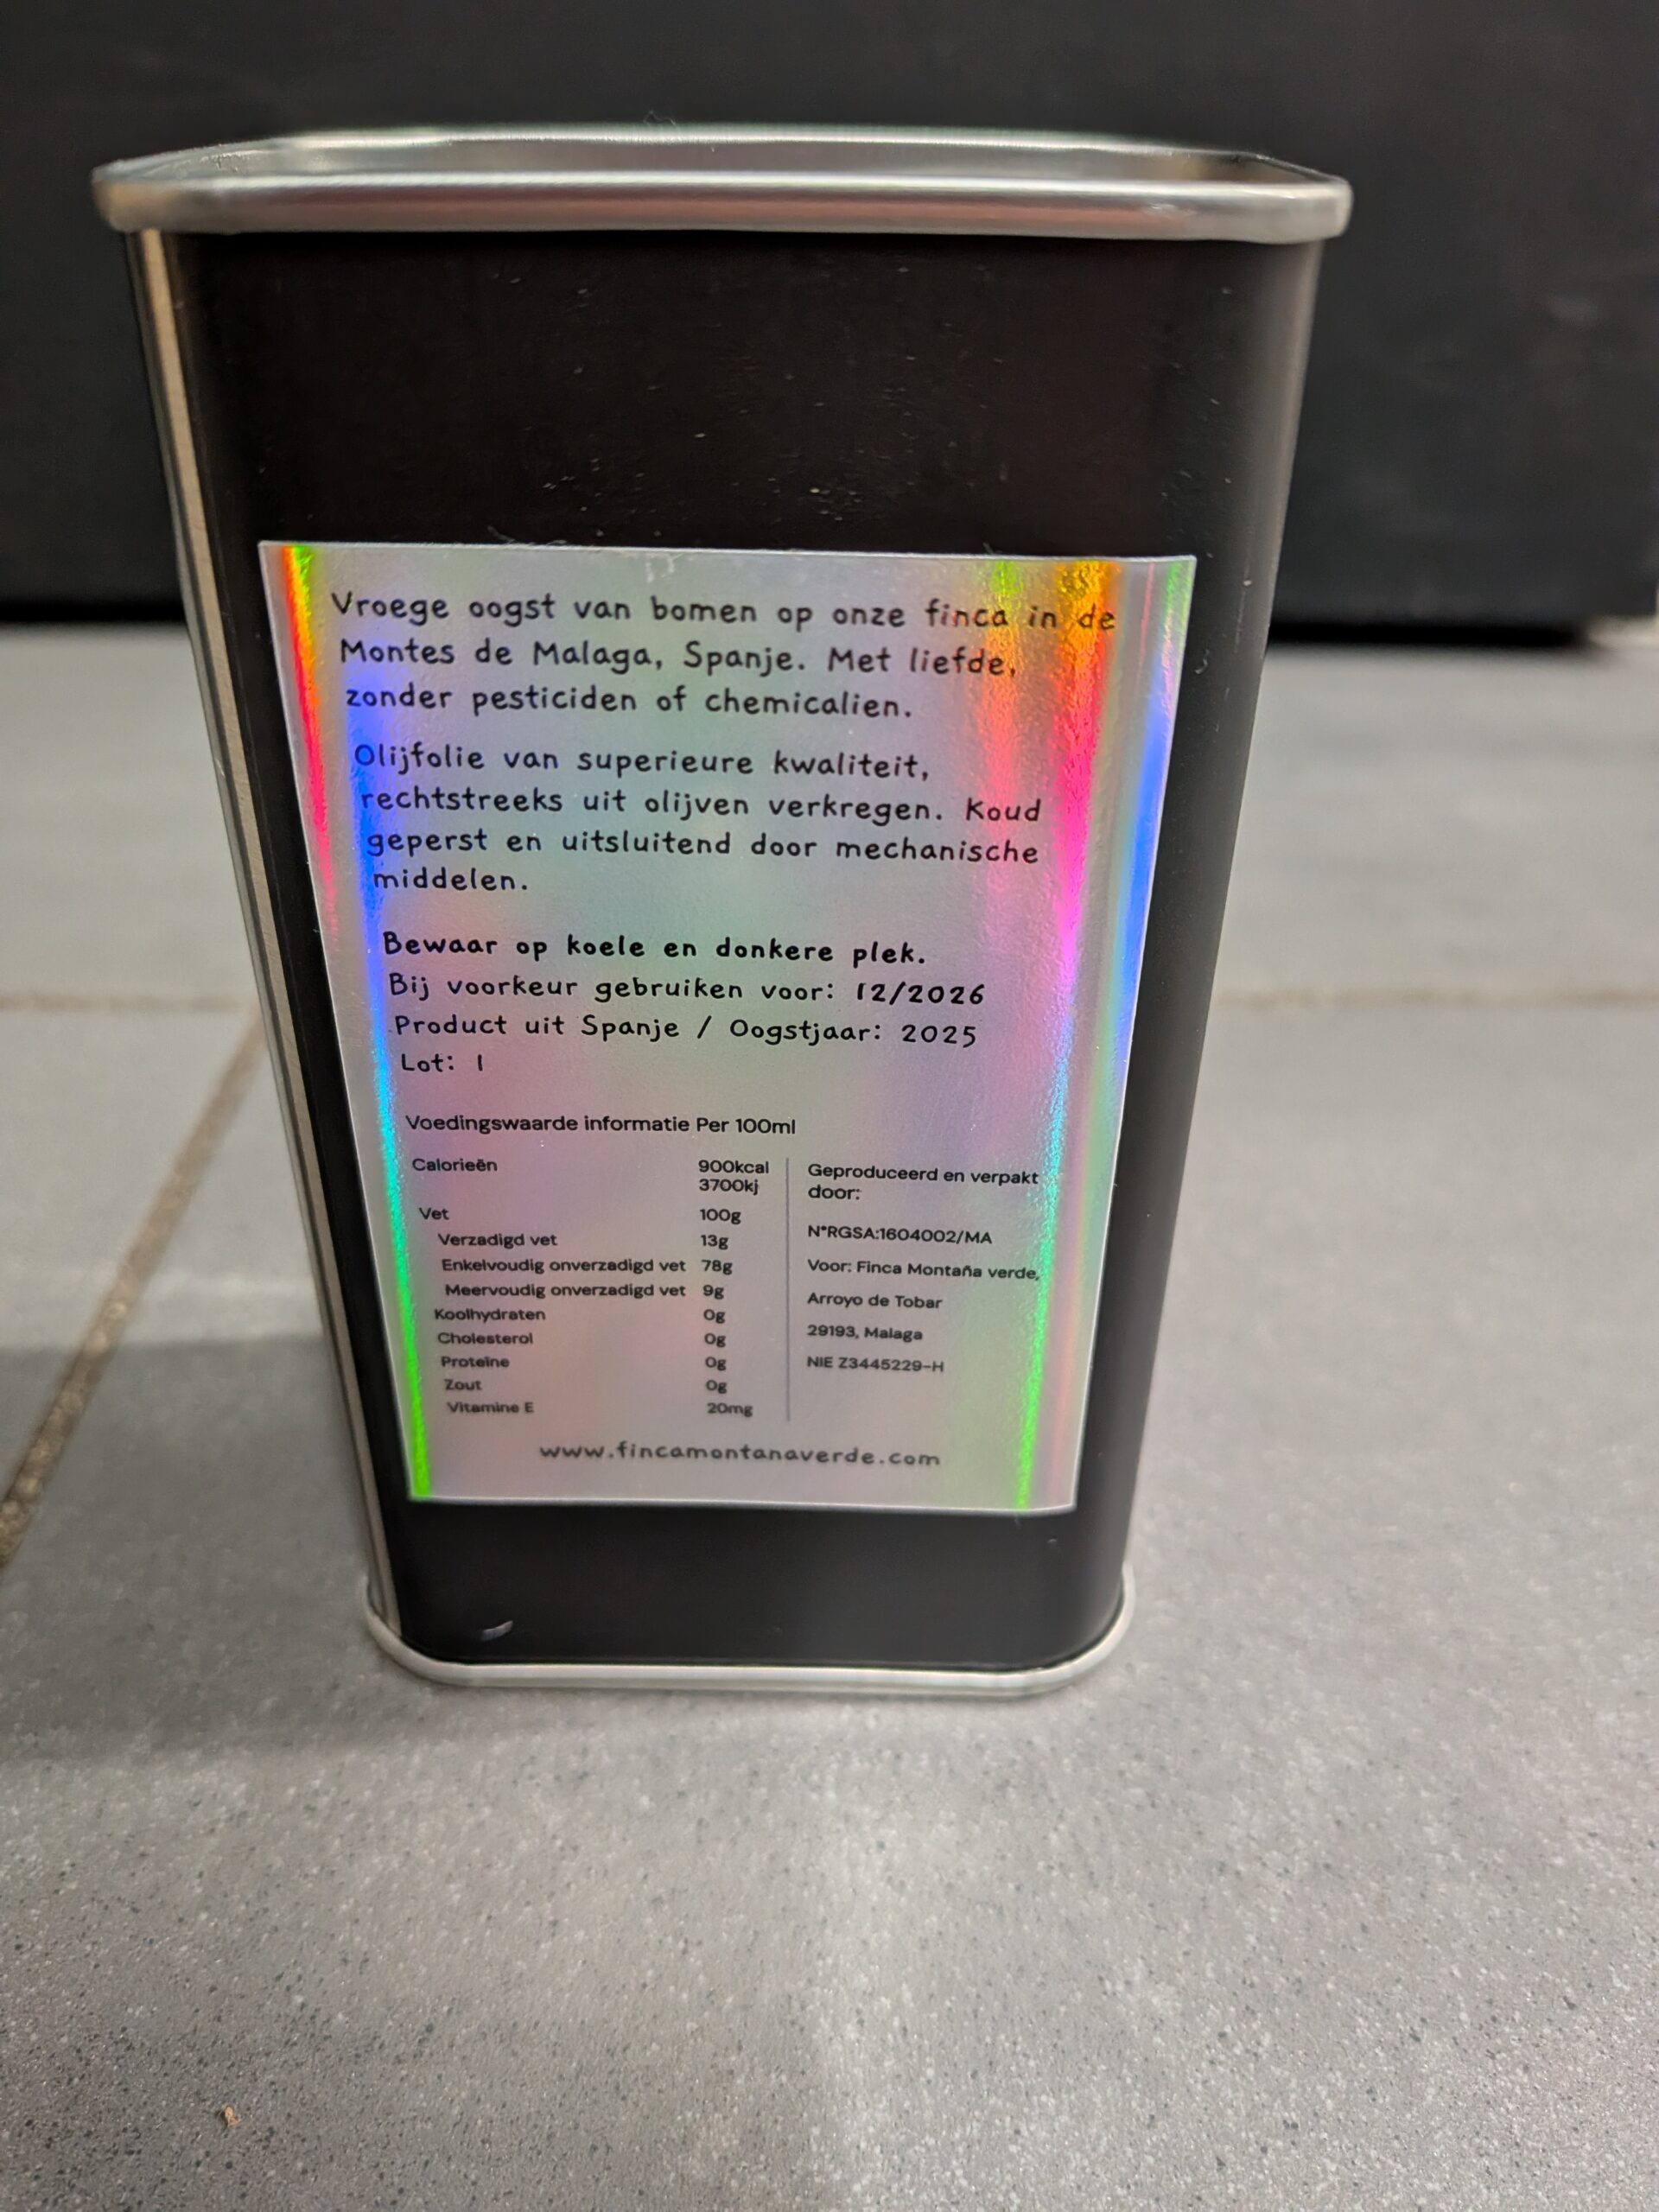 Vroege oogst van bomen op onze finca in de
Montes de Malaga, Spanje. Met liefde,
zonder pesticiden of chemicalien.
Olijfolie van superieure kwaliteit,
rechtstreeks uit olijven verkregen. Koud
geperst en uitsluitend door mechanische
middelen.
Bewaar op koele en donkere plek.
Bij voorkeur gebruiken voor: 12/2026
Product uit Spanje / Oogstjaar: 2025
Lot: 1
Voedingswaarde informatie Per 100ml
Calorieën 900kcal
3700kj
Vet 100g
Verzadigd vet 13g
Enkelvoudig onverzadigd vet 78g
Meervoudig onverzadigd vet 9g
Koolhydraten 0g
Cholesterol 0g
Proteïne 0g
Zout 0g
Vitamine E 20mg
Geproduceerd en verpakt
door:
N°RGSA:1604002/MA
Voor: Finca Montaña verde,
Arroyo de Tobar
29193, Malaga
NIE Z3445229-H
www.fincamontanaverde.com